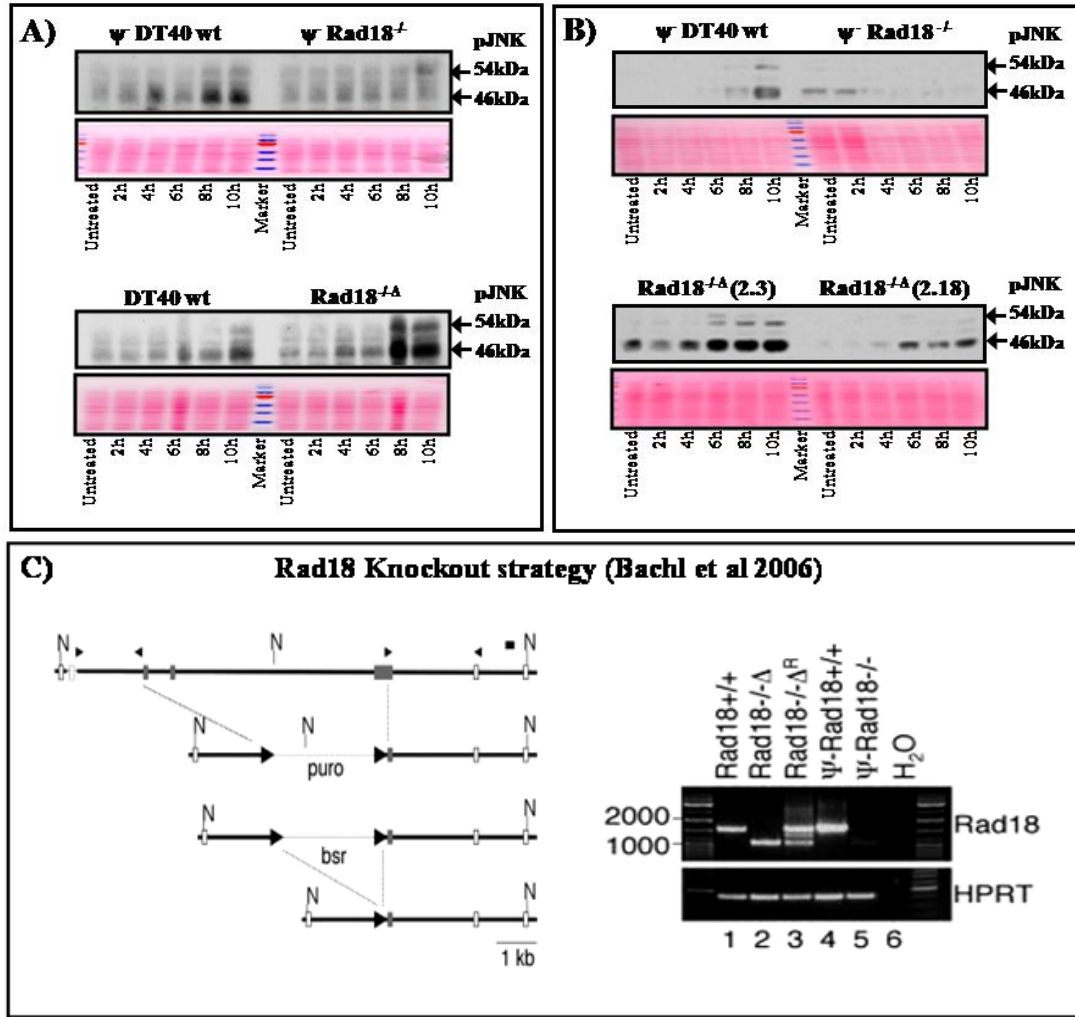 A)
ψ⁻ DT40 wt ψ⁻ Rad18⁻/⁻ pJNK
54kDa
46kDa
Untreated 2h 4h 6h 8h 10h Marker Untreated 2h 4h 6h 8h 10h
DT40 wt Rad18⁻/⁻Δ pJNK
54kDa
46kDa
Untreated 2h 4h 6h 8h 10h Marker Untreated 2h 4h 6h 8h 10h
B)
ψ⁻ DT40 wt ψ⁻ Rad18⁻/⁻ pJNK
54kDa
46kDa
Untreated 2h 4h 6h 8h 10h Marker Untreated 2h 4h 6h 8h 10h
Rad18⁻/⁻Δ (2.3) Rad18⁻/⁻Δ (2.18) pJNK
54kDa
46kDa
Untreated 2h 4h 6h 8h 10h Marker Untreated 2h 4h 6h 8h 10h
C) Rad18 Knockout strategy (Bachl et al 2006)
N N N
N N
puro
N
bsr
N
1 kb
Rad18+/+ Rad18-/-Δ Rad18-/-Δᴿ Ψ-Rad18+/+ Ψ-Rad18-/- H₂O
2000
1000
Rad18
HPRT
1 2 3 4 5 6